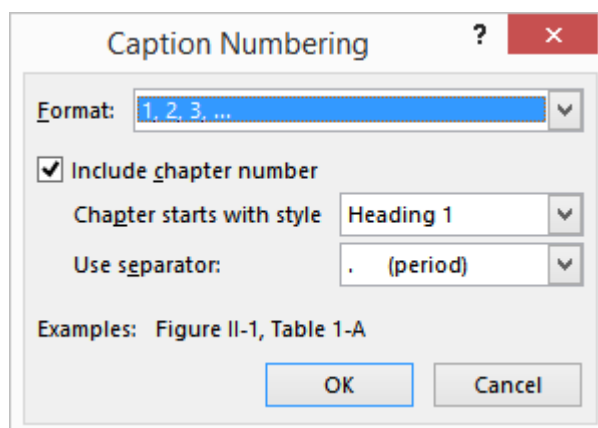 Caption Numbering ?
Format: 1, 2, 3, ...
Include chapter number
Chapter starts with style Heading 1
Use separator: . (period)
Examples: Figure II-1, Table 1-A
OK Cancel